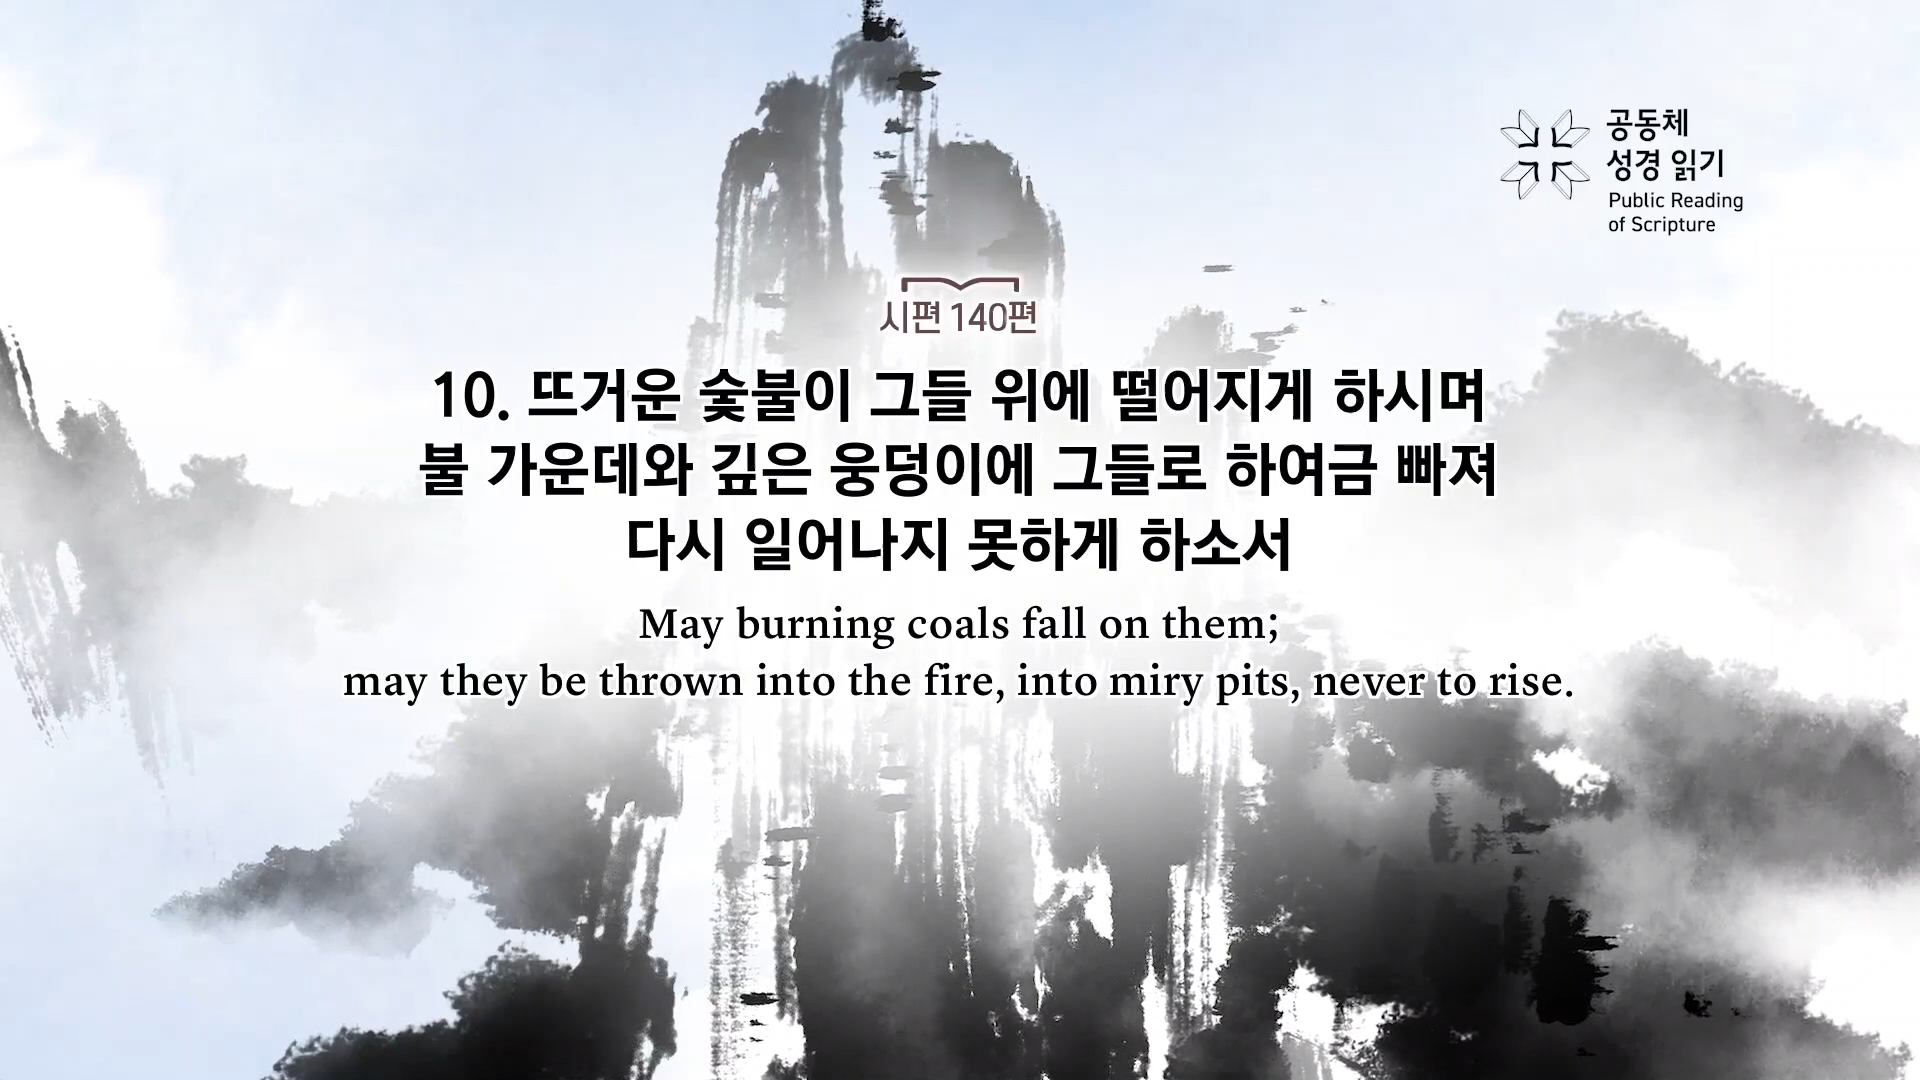 공동체
성경 읽기
Public Reading
of Scripture
시편 140편
10. 뜨거운 숯불이 그들 위에 떨어지게 하시며
불 가운데와 깊은 웅덩이에 그들로 하여금 빠져
다시 일어나지 못하게 하소서
May burning coals fall on them;
may they be thrown into the fire, into miry pits, never to rise.